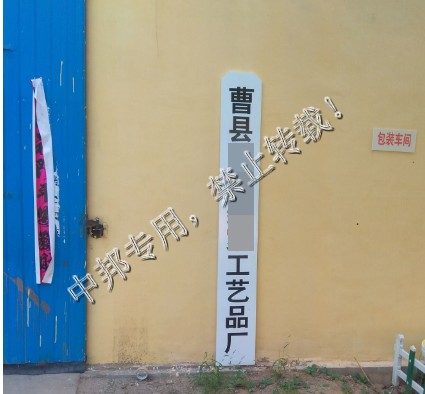 曹县
工艺品厂
包装车间
中邦专用，禁止转载！